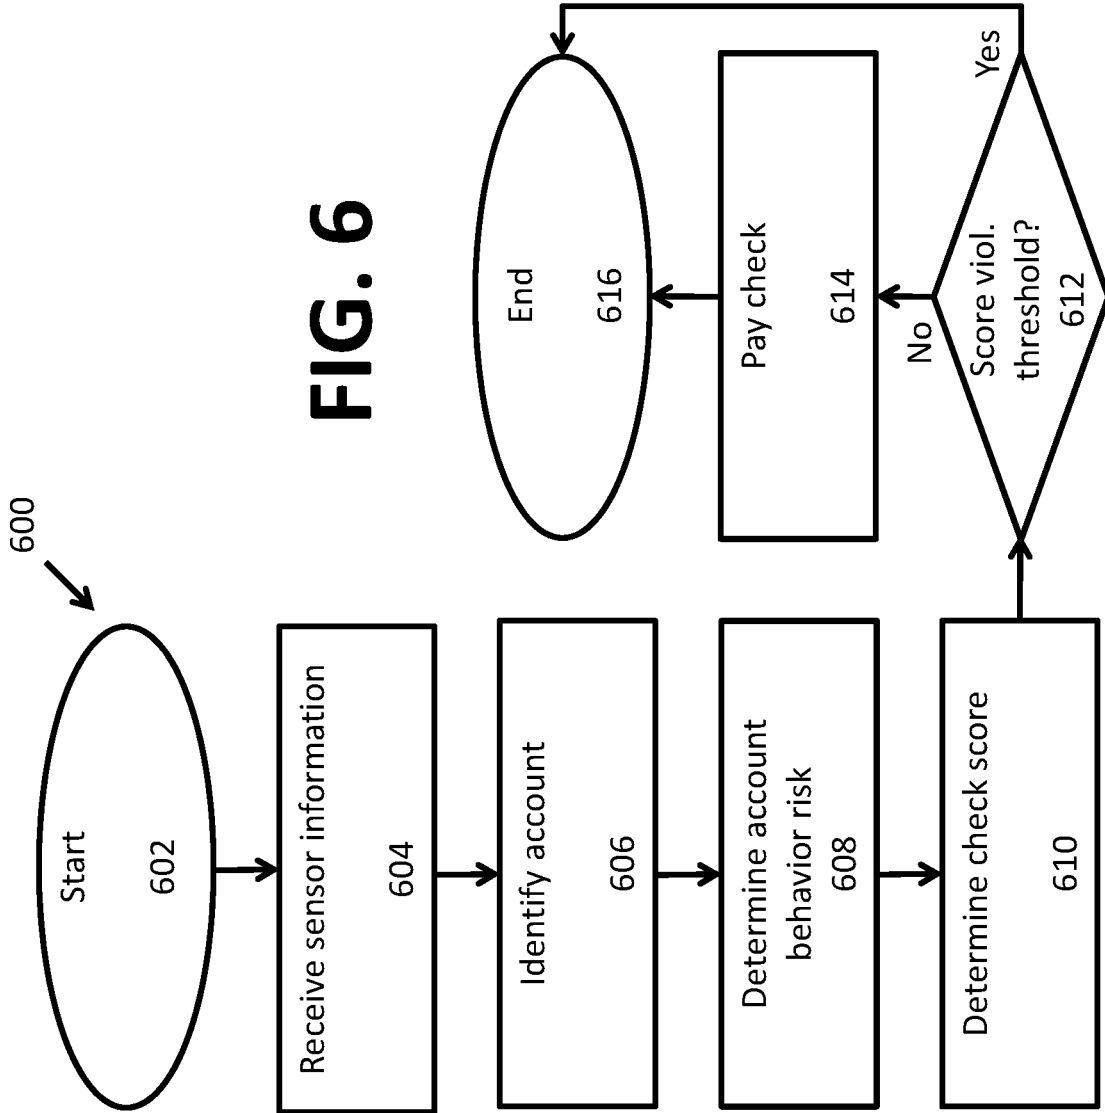 600
Start
602
Receive sensor information
604
Identify account
606
Determine account
behavior risk
608
Determine check score
610
Score viol.
threshold?
612
No
Yes
Pay check
614
End
616
FIG. 6